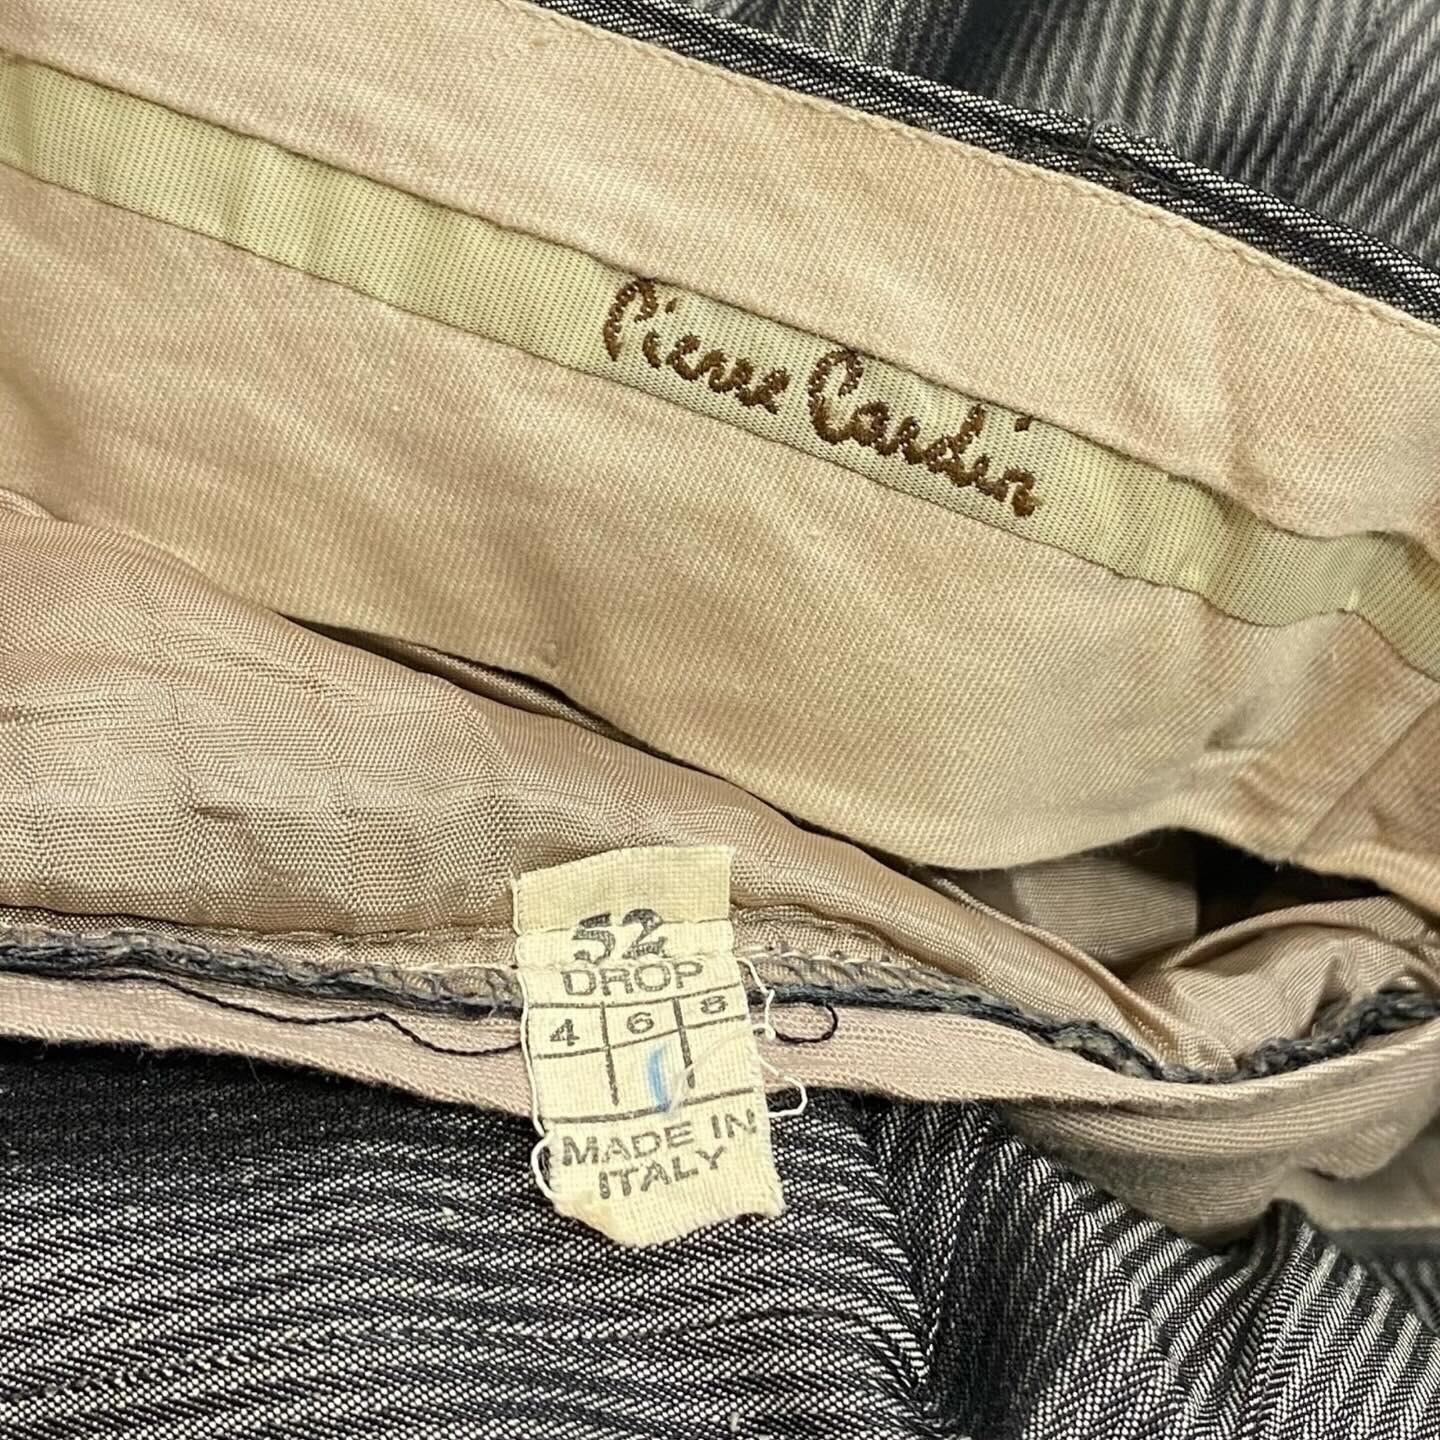 Pierre Cardin
52
DROP
4 6 8
MADE IN
ITALY